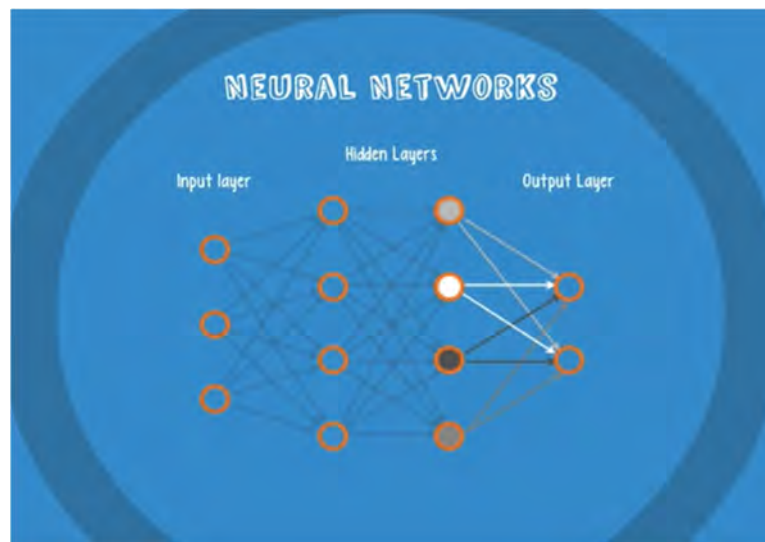 NEURAL NETWORKS
Hidden Layers
Input layer
Output Layer